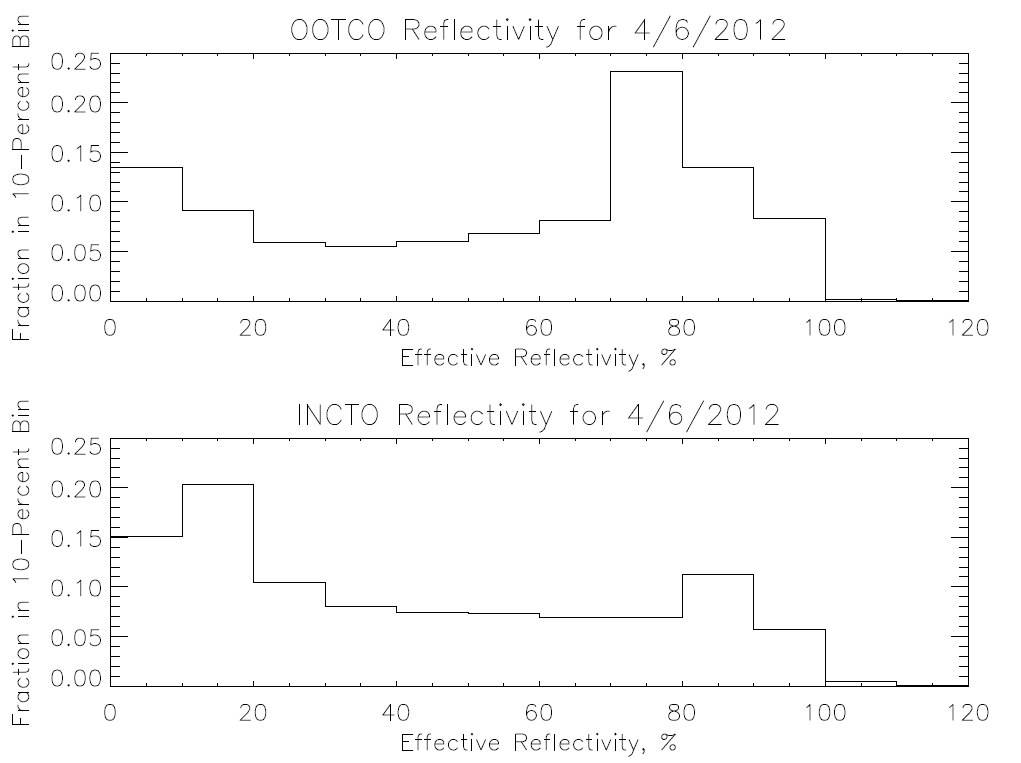 OOTCO Reflectivity for 4/6/2012
Fraction in 10-Percent Bin
0.25
0.20
0.15
0.10
0.05
0.00
0 20 40 60 80 100 120
Effective Reflectivity, %
INCTO Reflectivity for 4/6/2012
Fraction in 10-Percent Bin
0.25
0.20
0.15
0.10
0.05
0.00
0 20 40 60 80 100 120
Effective Reflectivity, %